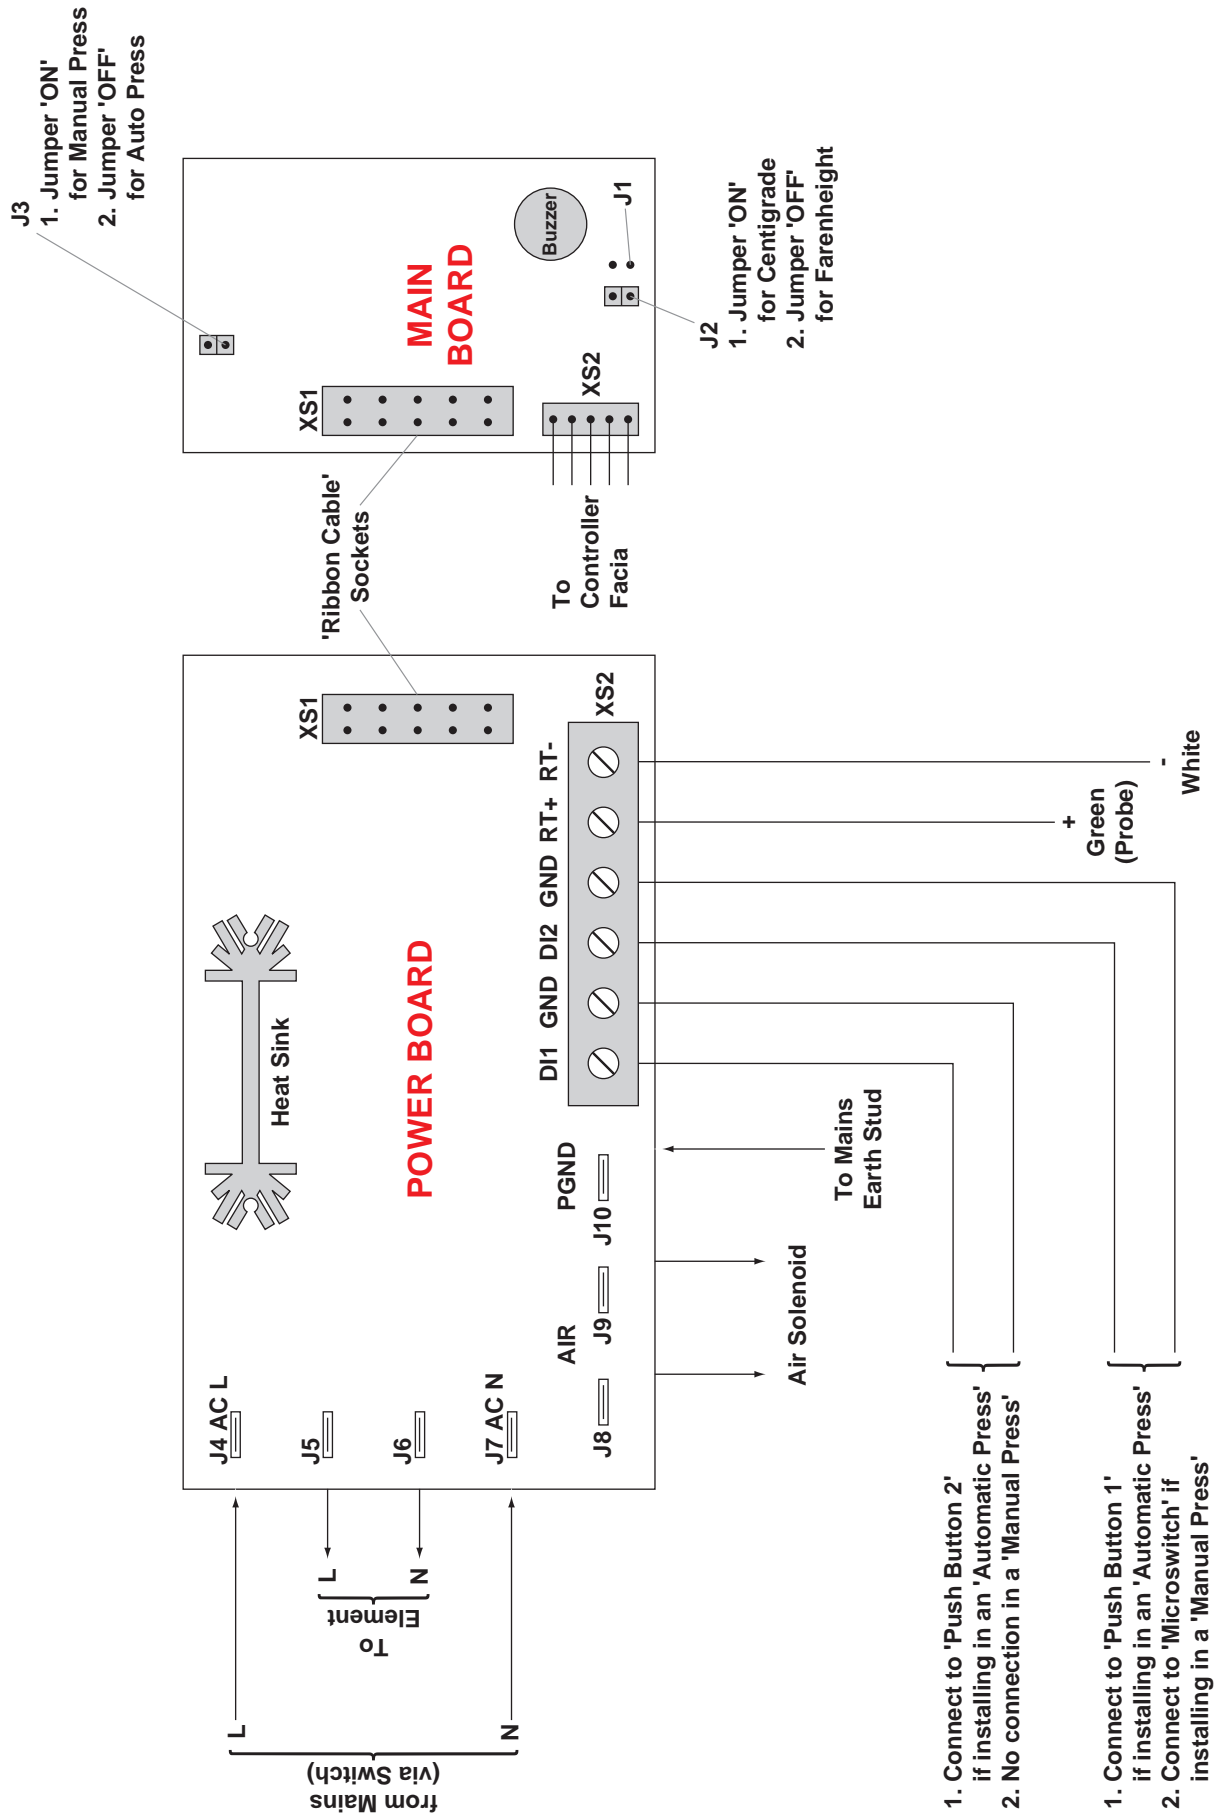 from Mains
(via Switch)
L
N
To
Element
L
N
J4 AC L
J5
J6
J7 AC N
Heat Sink
POWER BOARD
J8
AIR
J9
J10
PGND
Air Solenoid
To Mains
Earth Stud
DI1
GND
DI2
GND
RT+
RT-
XS2
XS1
'Ribbon Cable'
Sockets
XS1
MAIN
BOARD
Buzzer
XS2
To
Controller
Facia
J1
J2
1. Jumper 'ON'
for Centigrade
2. Jumper 'OFF'
for Farenheight
J3
1. Jumper 'ON'
for Manual Press
2. Jumper 'OFF'
for Auto Press
+
Green
(Probe)
-
White
1. Connect to 'Push Button 2'
if installing in an 'Automatic Press'
2. No connection in a 'Manual Press'
1. Connect to 'Push Button 1'
if installing in an 'Automatic Press'
2. Connect to 'Microswitch' if
installing in a 'Manual Press'